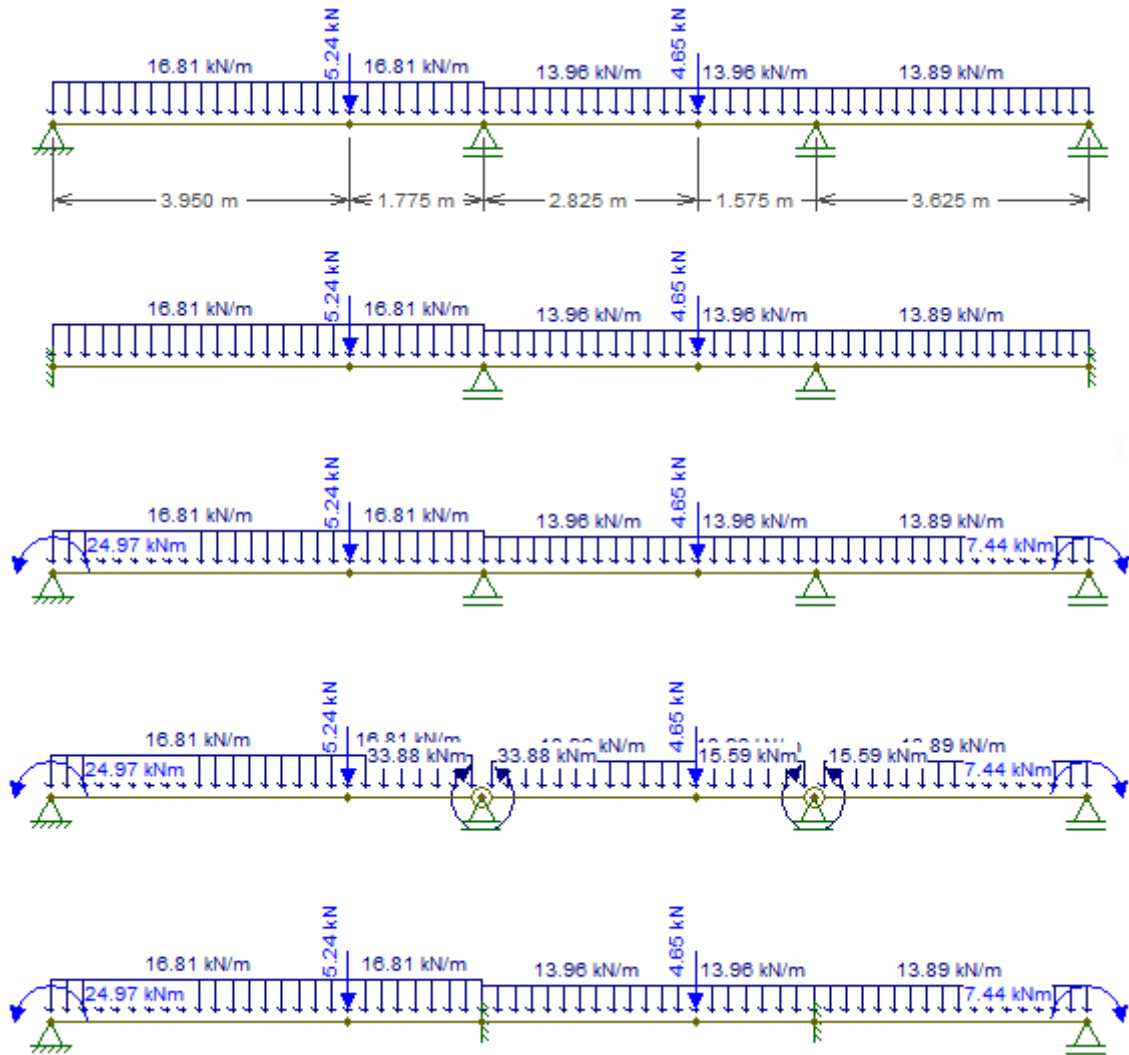 5.24 kN
4.65 kN
16.81 kN/m
16.81 kN/m
13.96 kN/m
13.96 kN/m
13.89 kN/m
3.950 m
1.775 m
2.825 m
1.575 m
3.625 m
5.24 kN
4.65 kN
16.81 kN/m
16.81 kN/m
13.96 kN/m
13.96 kN/m
13.89 kN/m
5.24 kN
4.65 kN
16.81 kN/m
16.81 kN/m
13.96 kN/m
13.96 kN/m
13.89 kN/m
24.97 kNm
7.44 kNm
5.24 kN
4.65 kN
16.81 kN/m
16.81 kN/m
24.97 kNm
33.88 kNm
33.88 kNm
15.59 kNm
15.59 kNm
7.44 kNm
5.24 kN
4.65 kN
16.81 kN/m
16.81 kN/m
13.96 kN/m
13.96 kN/m
13.89 kN/m
24.97 kNm
7.44 kNm